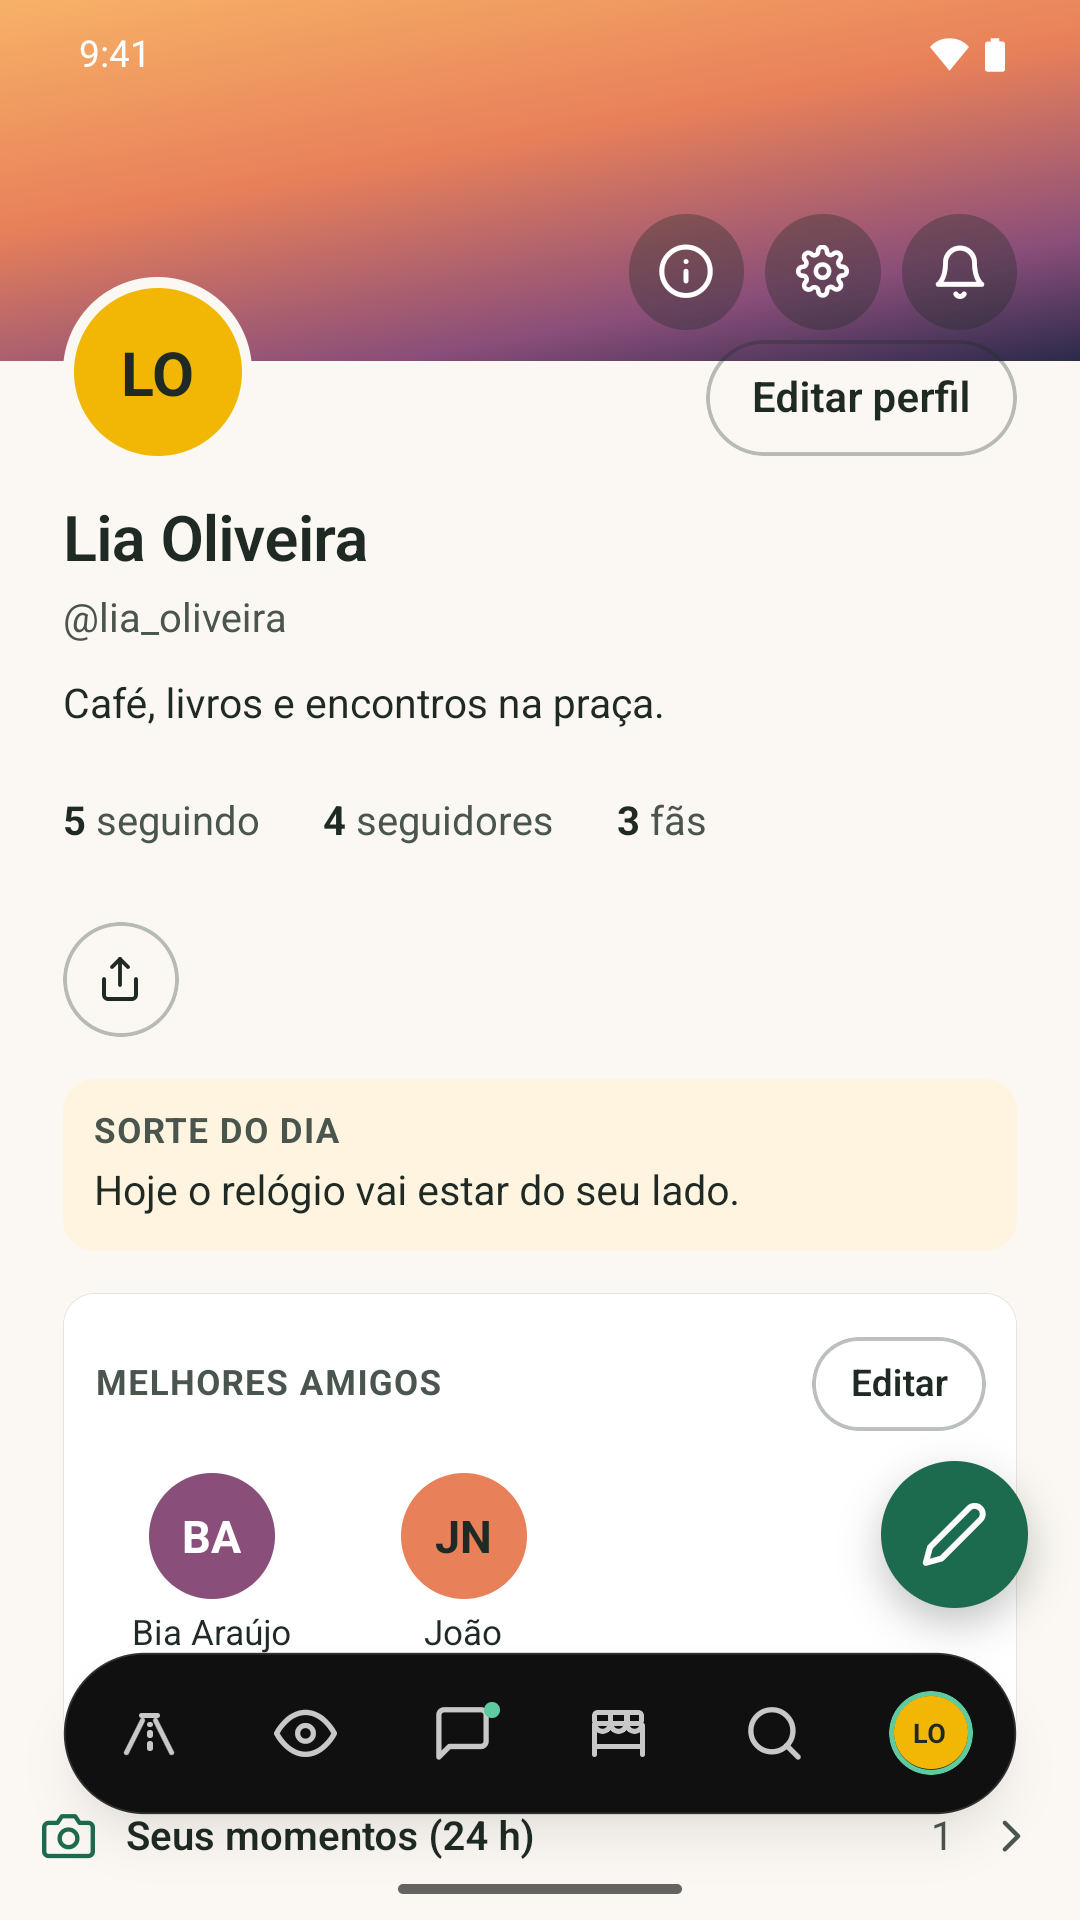 9:41
LO
Editar perfil
Lia Oliveira
@lia_oliveira
Café, livros e encontros na praça.
5 seguindo 4 seguidores 3 fãs
SORTE DO DIA
Hoje o relógio vai estar do seu lado.
MELHORES AMIGOS
Editar
BA JN
Bia Araújo João
LO
Seus momentos (24 h) 1